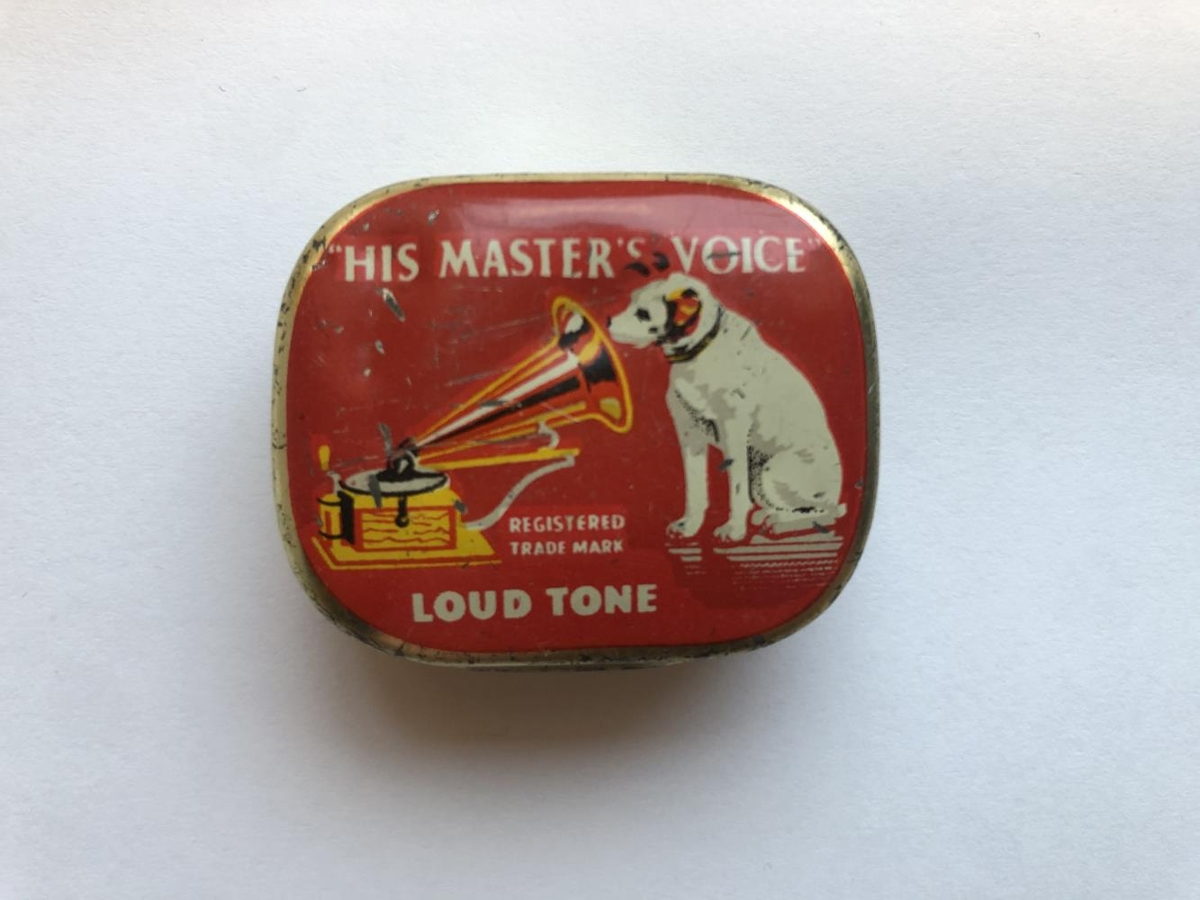 "HIS MASTER'S VOICE"
REGISTERED
TRADE MARK
LOUD TONE